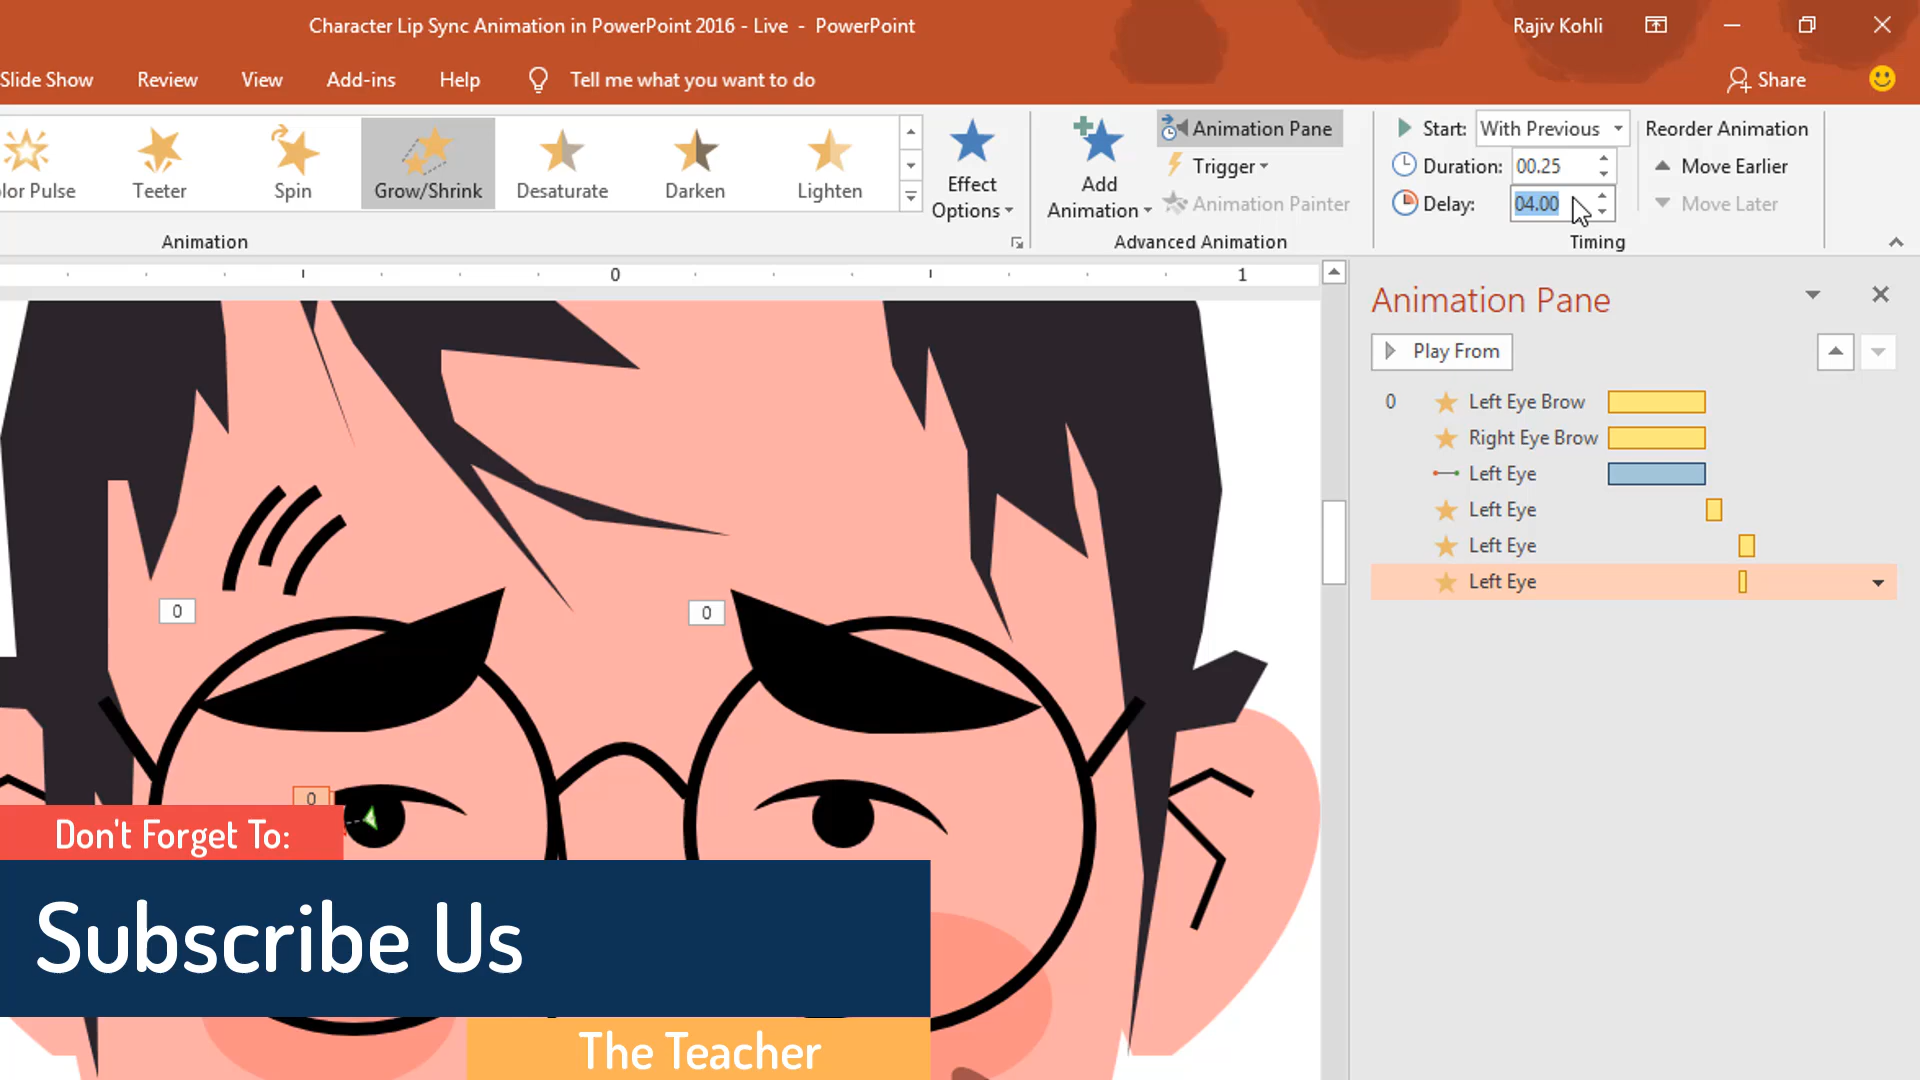 Character Lip Sync Animation in PowerPoint 2016 - Live - PowerPoint
Rajiv Kohli
Slide Show
Review
View
Add-ins
Help
Tell me what you want to do
Share
olor Pulse
Teeter
Spin
Grow/Shrink
Desaturate
Darken
Lighten
Effect
Options
Add
Animation
Animation Pane
Trigger
Animation Painter
Start: With Previous
Duration: 00.25
Delay: 04.00
Reorder Animation
Move Earlier
Move Later
Animation
Advanced Animation
Timing
0
1
Animation Pane
Play From
0 Left Eye Brow
Right Eye Brow
Left Eye
Left Eye
Left Eye
Left Eye
0
0
0
Don't Forget To:
Subscribe Us
The Teacher